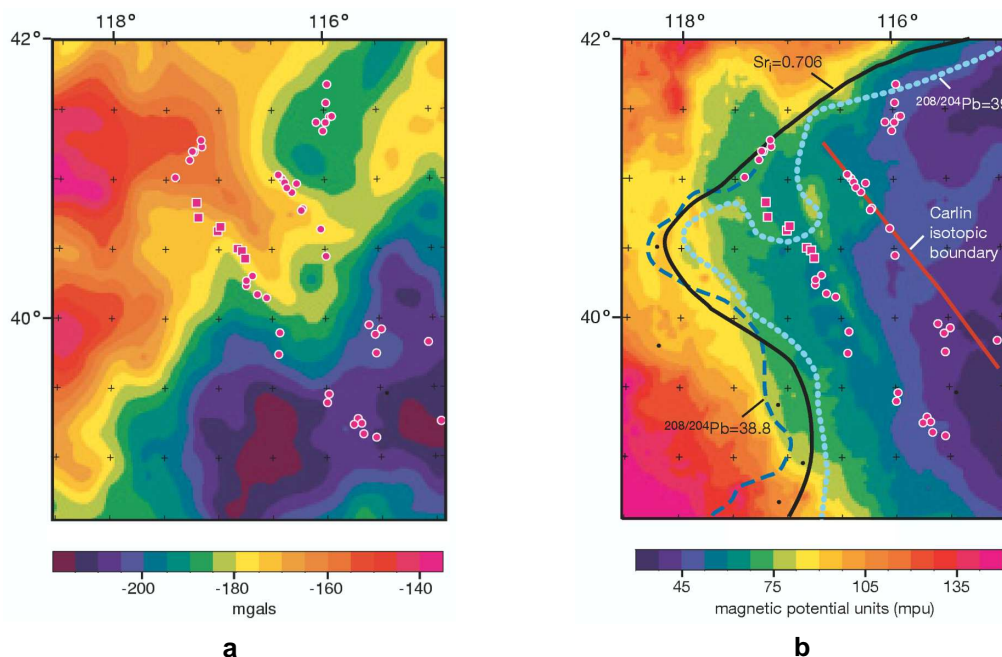 118° 116°
42°
40°
-200 -180 -160 -140
mgals
a
118° 116°
42°
Sri=0.706
208/204Pb=39
Carlin
isotopic
boundary
40°
208/204Pb=38.8
45 75 105 135
magnetic potential units (mpu)
b